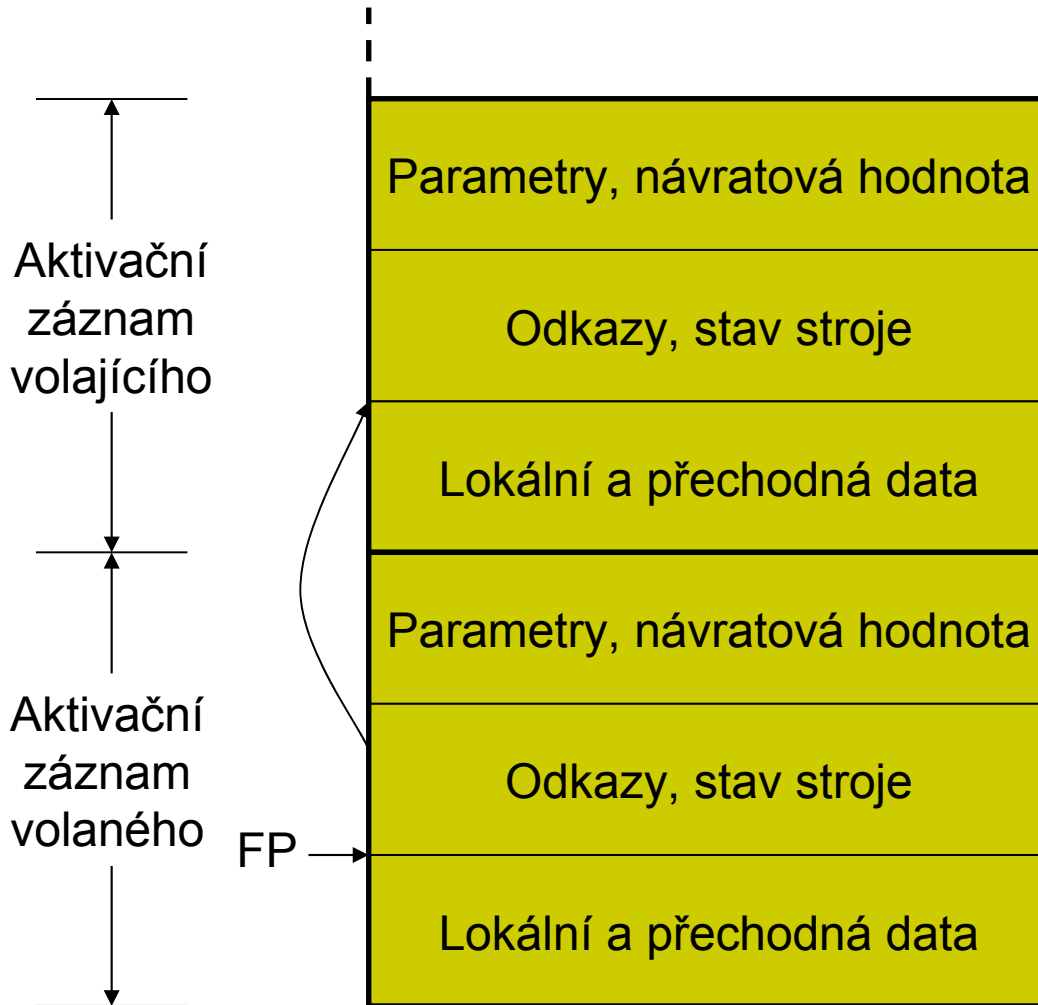 Aktivační
záznam
volajícího
Parametry, návratová hodnota
Odkazy, stav stroje
Lokální a přechodná data
Aktivační
záznam
volaného
FP
Parametry, návratová hodnota
Odkazy, stav stroje
Lokální a přechodná data